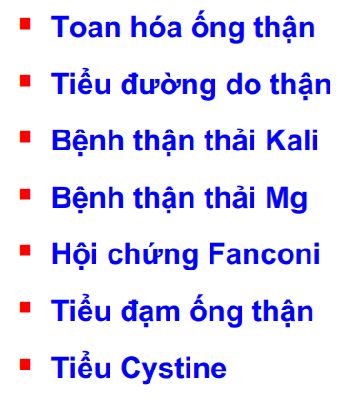 Toan hóa ống thận
Tiểu đường do thận
Bệnh thận thải Kali
Bệnh thận thải Mg
Hội chứng Fanconi
Tiểu đạm ống thận
Tiểu Cystine